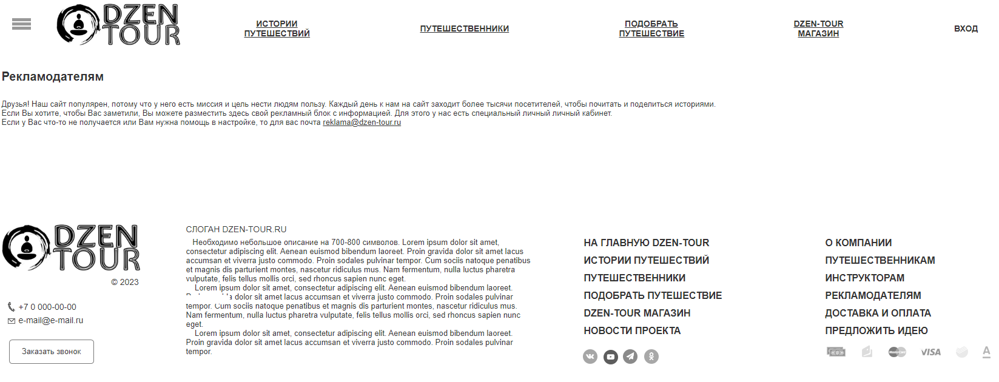 DZEN
TOUR
ИСТОРИИ
ПУТЕШЕСТВИЙ
ПУТЕШЕСТВЕННИКИ
ПОДОБРАТЬ
ПУТЕШЕСТВИЕ
DZEN-TOUR
МАГАЗИН
ВХОД
Рекламодателям
Друзья! Наш сайт популярен, потому что у него есть миссия и цель нести людям пользу. Каждый день к нам на сайт заходит более тысячи посетителей, чтобы почитать и поделиться историями.
Если Вы хотите, чтобы Вас заметили, Вы можете разместить здесь свой рекламный блок с информацией. Для этого у нас есть специальный личный личный кабинет.
Если у Вас что-то не получается или Вам нужна помощь в настройке, то для вас почта reklama@dzen-tour.ru
DZEN
TOUR
© 2023
+7 0 000-00-00
e-mail@e-mail.ru
Заказать звонок
СЛОГАН DZEN-TOUR.RU
Необходимо небольшое описание на 700-800 символов. Lorem ipsum dolor sit amet,
consectetur adipiscing elit. Aenean euismod bibendum laoreet. Proin gravida dolor sit amet lacus
accumsan et viverra justo commodo. Proin sodales pulvinar tempor. Cum sociis natoque penatibus
et magnis dis parturient montes, nascetur ridiculus mus. Nam fermentum, nulla luctus pharetra
vulputate, felis tellus mollis orci, sed rhoncus sapien nunc eget.
Lorem ipsum dolor sit amet, consectetur adipiscing elit. Aenean euismod bibendum laoreet.
dolor sit amet lacus accumsan et viverra justo commodo. Proin sodales pulvinar
tempor. Cum sociis natoque penatibus et magnis dis parturient montes, nascetur ridiculus mus.
Nam fermentum, nulla luctus pharetra vulputate, felis tellus mollis orci, sed rhoncus sapien nunc
eget.
Lorem ipsum dolor sit amet, consectetur adipiscing elit. Aenean euismod bibendum laoreet.
Proin gravida dolor sit amet lacus accumsan et viverra justo commodo. Proin sodales pulvinar
tempor.
НА ГЛАВНУЮ DZEN-TOUR
ИСТОРИИ ПУТЕШЕСТВИЙ
ПУТЕШЕСТВЕННИКИ
ПОДОБРАТЬ ПУТЕШЕСТВИЕ
DZEN-TOUR МАГАЗИН
НОВОСТИ ПРОЕКТА
О КОМПАНИИ
ПУТЕШЕСТВЕННИКАМ
ИНСТРУКТОРАМ
РЕКЛАМОДАТЕЛЯМ
ДОСТАВКА И ОПЛАТА
ПРЕДЛОЖИТЬ ИДЕЮ
MasterCard
VISA